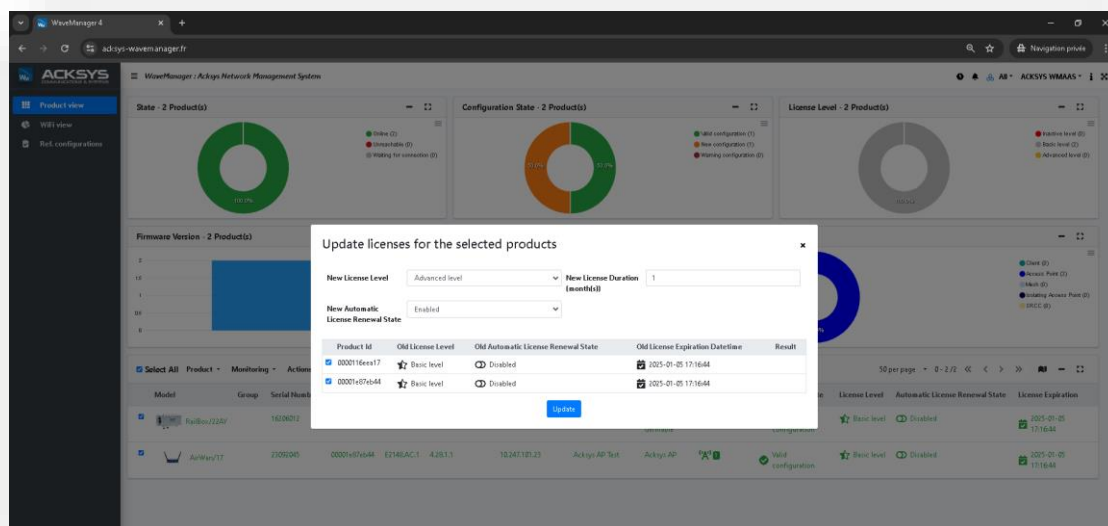 WaveManager 4
acksys-wavemanager.fr
Navigation privée
ACKSYS
WaveManager : Acksys Network Management System
All
ACKSYS WMAAS
Product view
WiFi view
Ref. configurations
State - 2 Product(s)
Online (2)
Unreachable (0)
Waiting for connection (0)
100.0%
Configuration State - 2 Product(s)
Valid configuration (1)
New configuration (1)
Warning configuration (0)
50.0%
50.0%
License Level - 2 Product(s)
Inactive level (0)
Basic level (2)
Advanced level (0)
Firmware Version - 2 Product(s)
Client (0)
Access Point (2)
Mesh (0)
Isolating Access Point (0)
SRCC (0)
Update licenses for the selected products
New License Level
Advanced level
New License Duration
(month(s))
1
New Automatic
License Renewal State
Enabled
Product Id Old License Level Old Automatic License Renewal State Old License Expiration Datetime Result
Basic level Disabled 2025-01-05 17:16:44
00001e87eb44 Basic level Disabled 2025-01-05 17:16:44
Update
Select All Product Monitoring Actions
50 per page 0 - 2 / 2
Model Group Serial Numb
License Level Automatic License Renewal State License Expiration
RailBox/22AY
Basic level Disabled 2025-01-05
17:16:44
configuration
AirWan/17 00001e87eb44 Acksys AP Test Acksys AP Valid
configuration
Basic level Disabled 2025-01-05
17:16:44